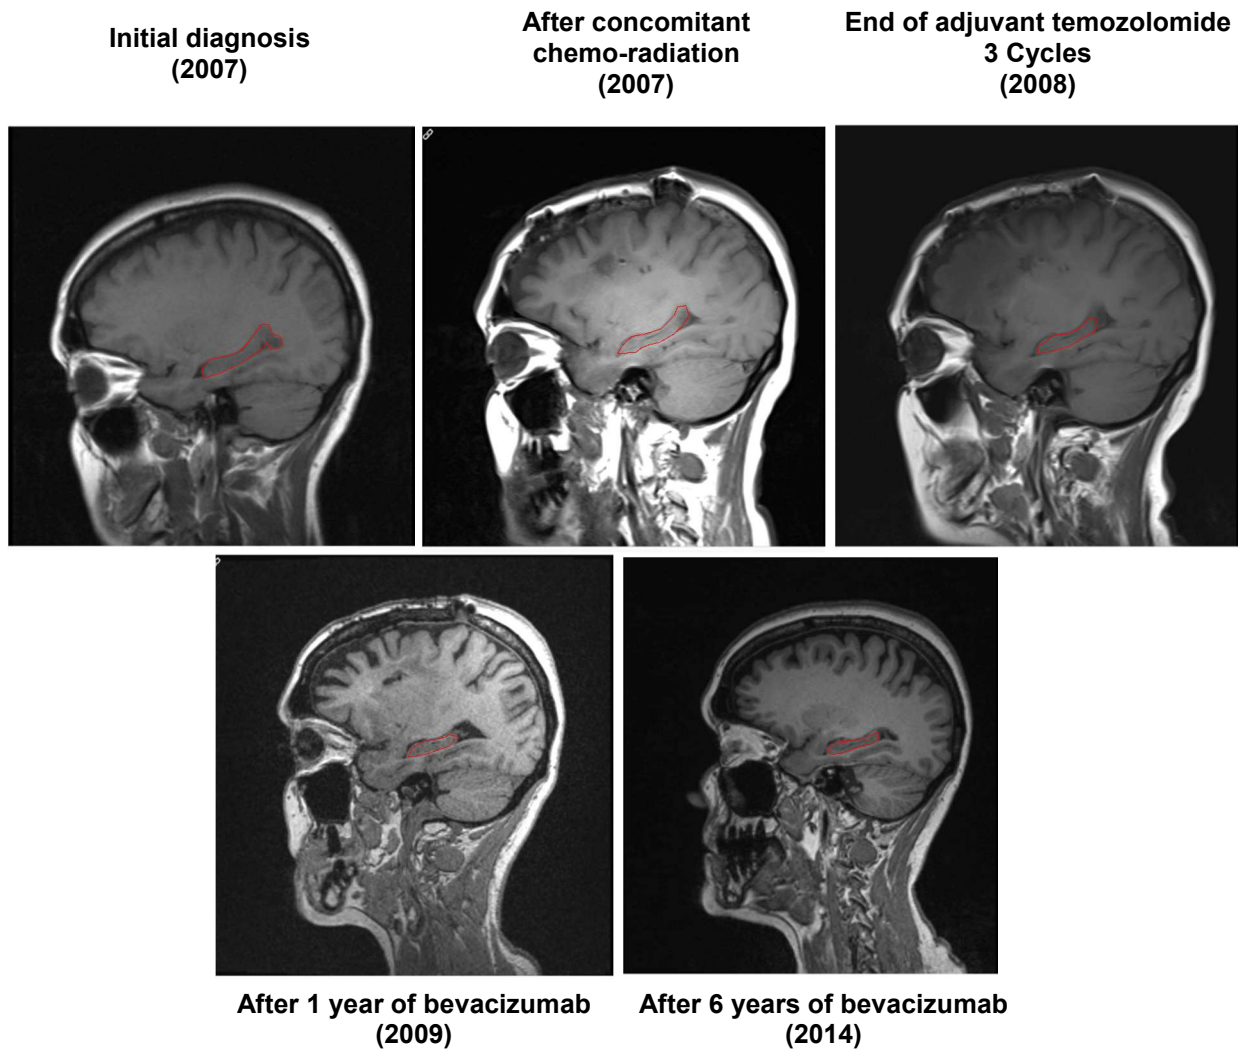 Initial diagnosis
(2007)
After concomitant
chemo-radiation
(2007)
End of adjuvant temozolomide
3 Cycles
(2008)
After 1 year of bevacizumab
(2009)
After 6 years of bevacizumab
(2014)